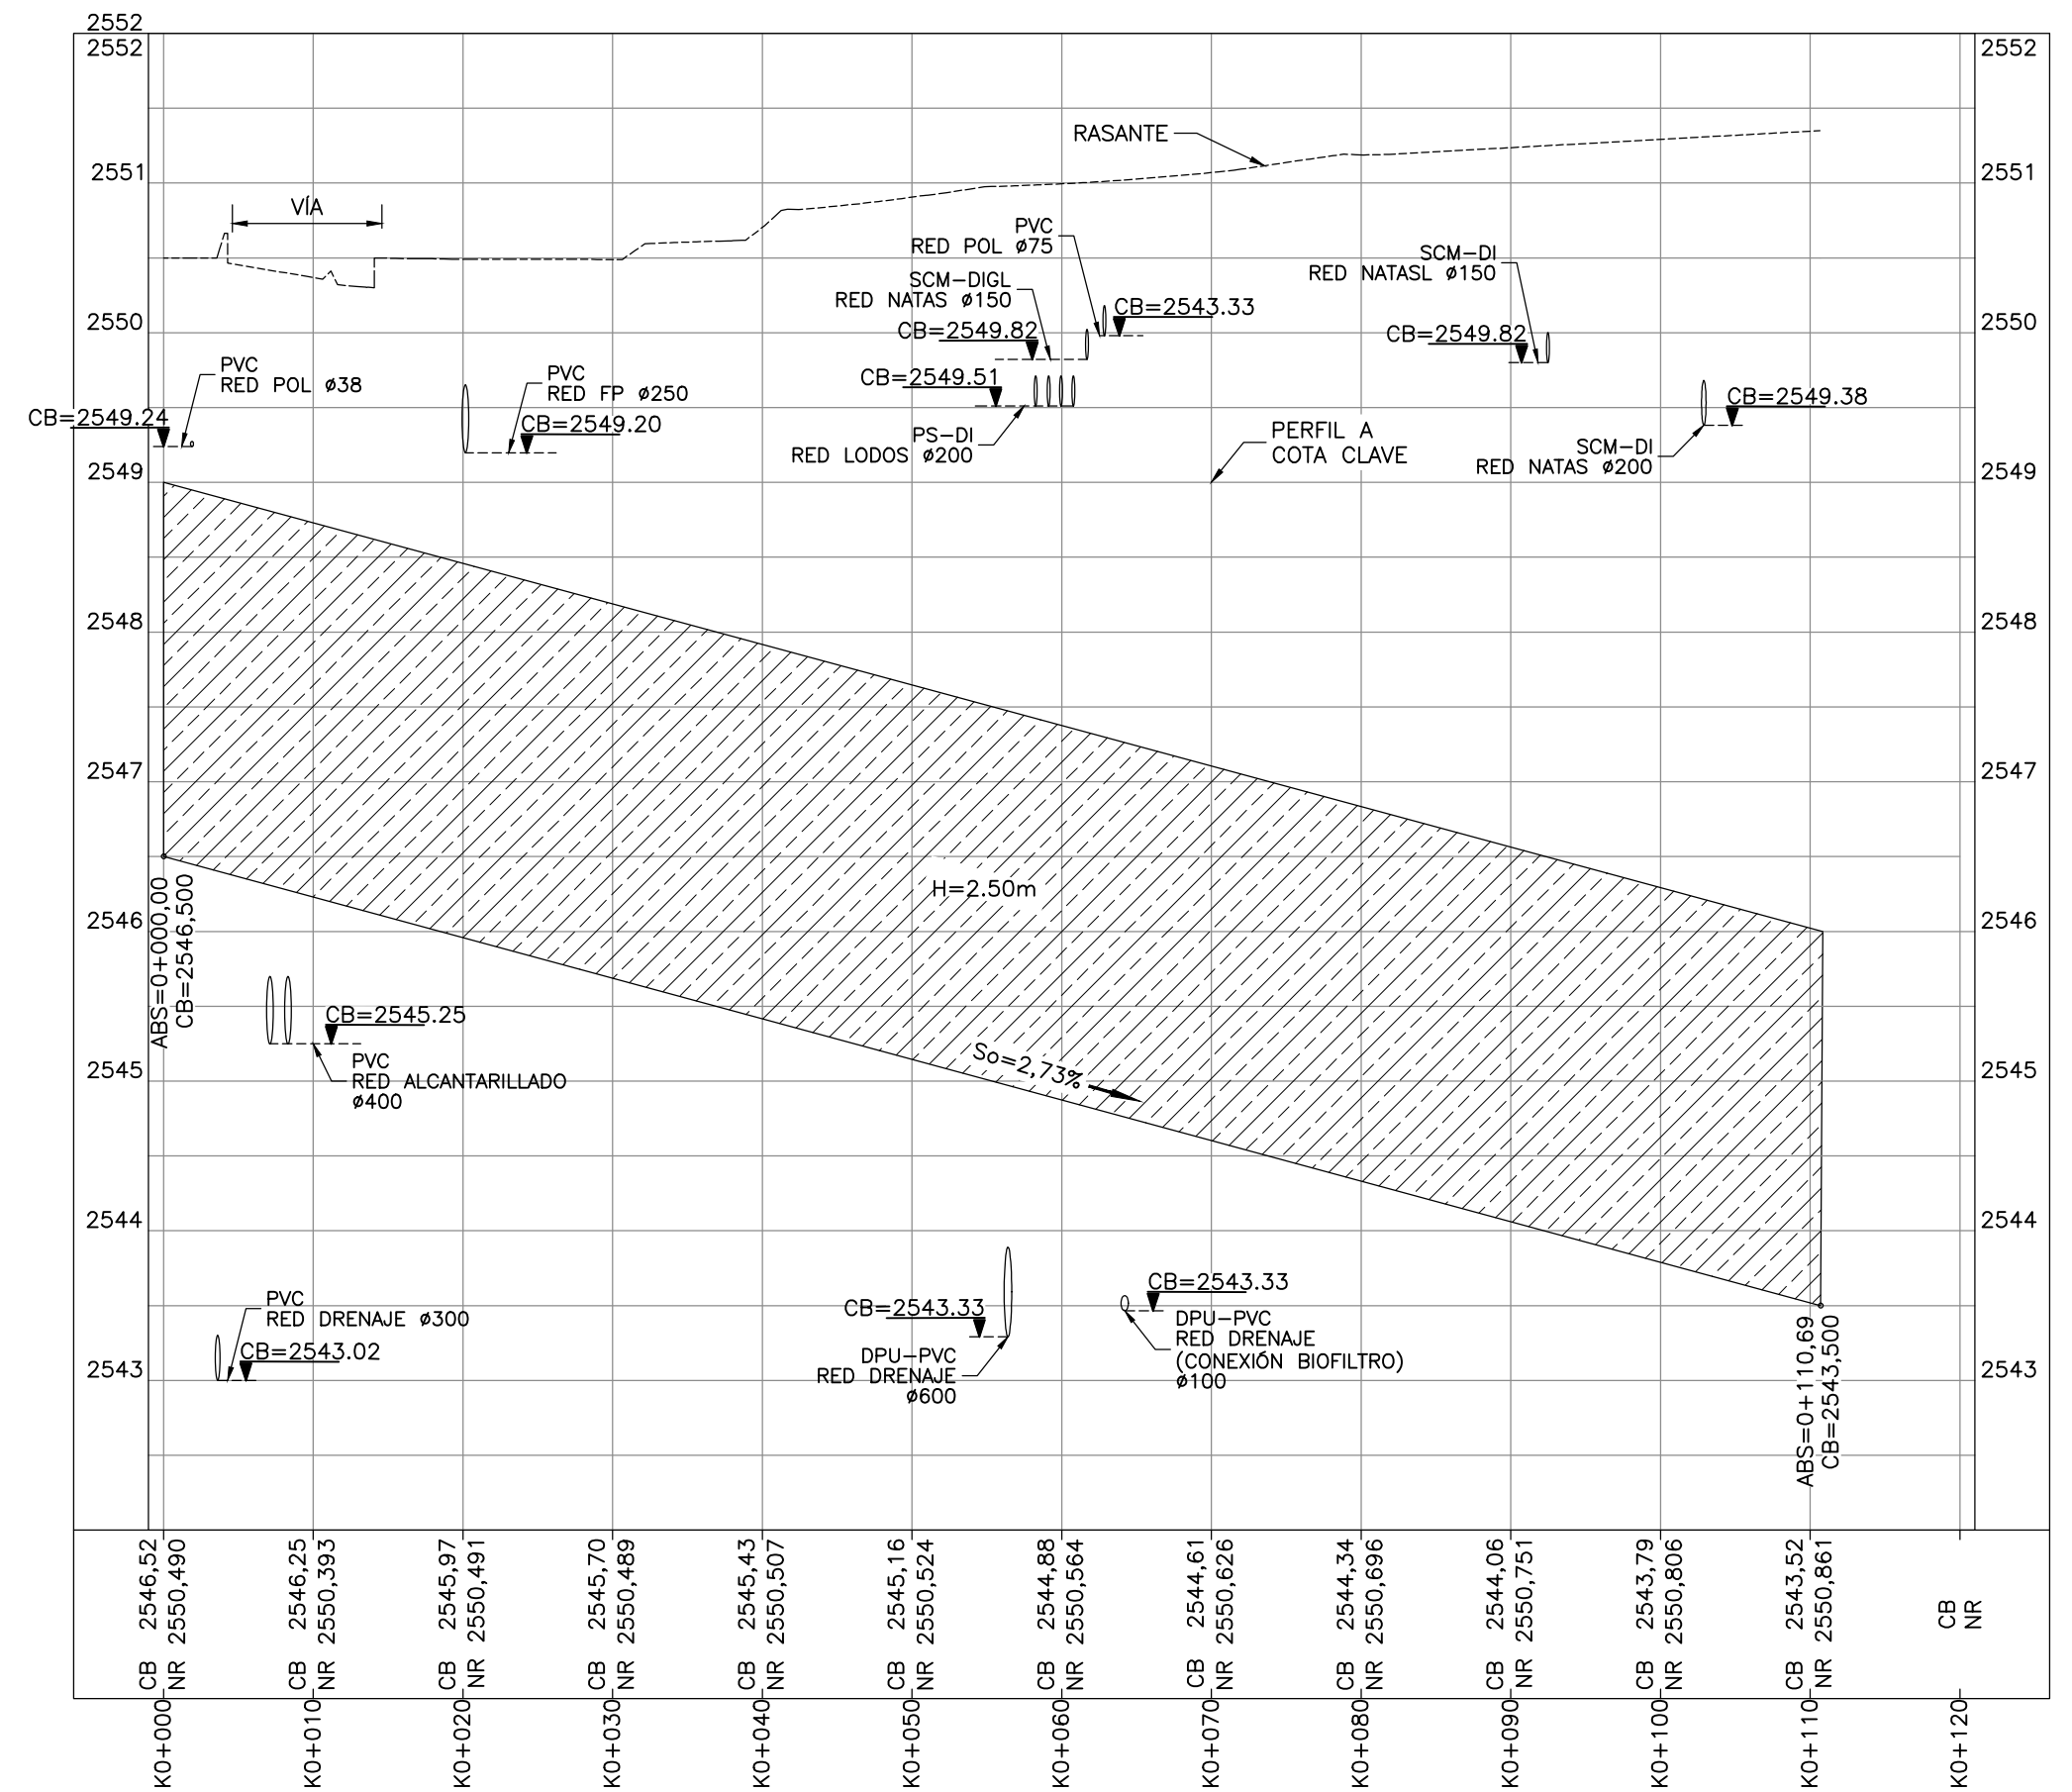 2552
2552
2552
RASANTE
2551
2551
VÍA
PVC
RED POL ø75
SCM-DI
RED NATASL ø150
SCM-DIGL
RED NATAS ø150
CB=2543.33
2550
2550
CB=2549.82
CB=2549.82
PVC
RED POL ø38
PVC
RED FP ø250
CB=2549.51
CB=2549.38
CB=2549.24
CB=2549.20
PS-DI
RED LODOS ø200
PERFIL A
COTA CLAVE
SCM-DI
RED NATAS ø200
2549
2549
2548
2548
2547
2547
H=2.50m
2546
2546
ABS=0+000,00
CB=2546,500
CB=2545.25
PVC
RED ALCANTARILLADO
ø400
So=2,73%
2545
2545
2544
2544
PVC
RED DRENAJE ø300
CB=2543.02
CB=2543.33
DPU-PVC
RED DRENAJE
ø600
CB=2543.33
DPU-PVC
RED DRENAJE
(CONEXIÓN BIOFILTRO)
ø100
2543
2543
ABS=0+110,69
CB=2543,500
CB 2546,52
NR 2550,490
CB 2546,25
NR 2550,393
CB 2545,97
NR 2550,491
CB 2545,70
NR 2550,489
CB 2545,43
NR 2550,507
CB 2545,16
NR 2550,524
CB 2544,88
NR 2550,564
CB 2544,61
NR 2550,626
CB 2544,34
NR 2550,696
CB 2544,06
NR 2550,751
CB 2543,79
NR 2550,806
CB 2543,52
NR 2550,861
CB
NR
K0+000
K0+010
K0+020
K0+030
K0+040
K0+050
K0+060
K0+070
K0+080
K0+090
K0+100
K0+110
K0+120